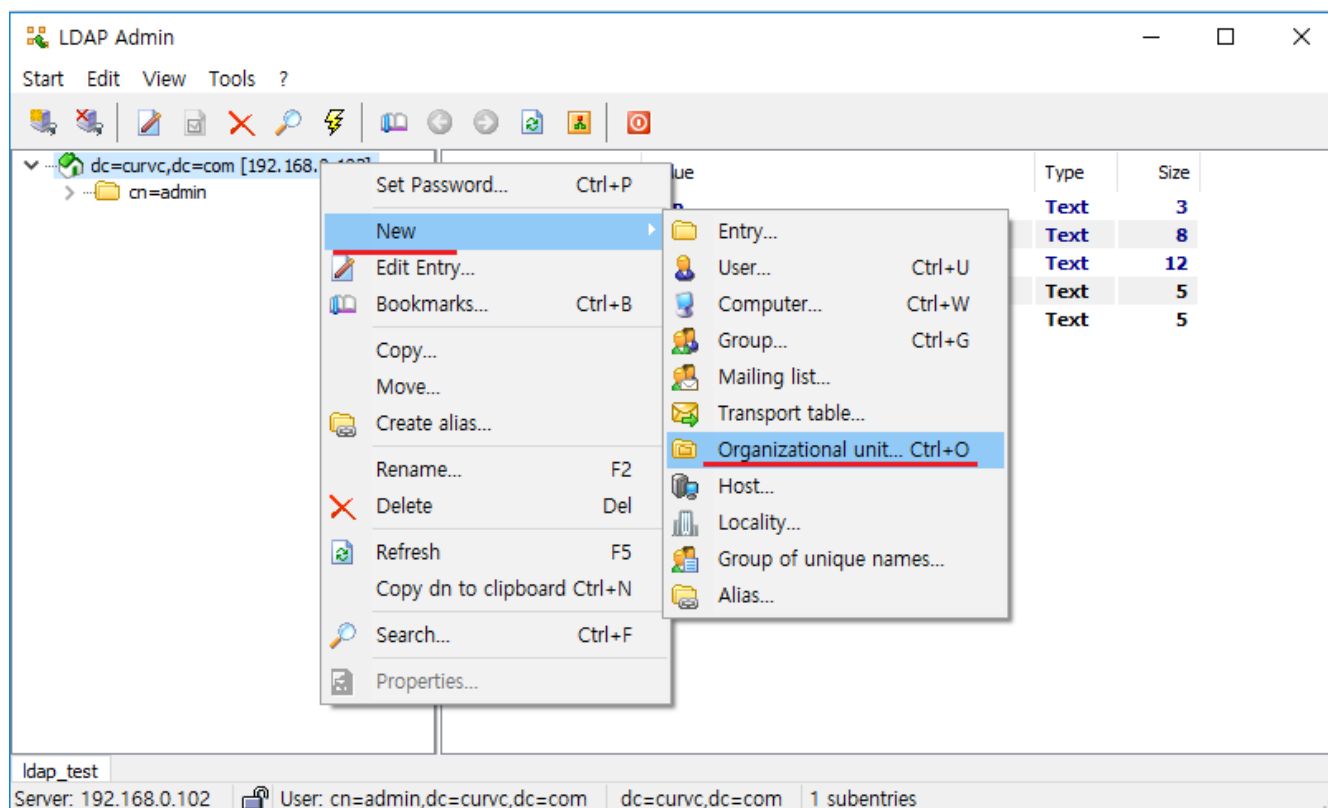 LDAP Admin
Start Edit View Tools ?
dc=curvc,dc=com [192.168.0.102]
cn=admin
Type Size
Text 3
Text 8
Text 12
Text 5
Text 5
Set Password... Ctrl+P
New
Edit Entry...
Bookmarks... Ctrl+B
Copy...
Move...
Create alias...
Rename... F2
Delete Del
Refresh F5
Copy dn to clipboard Ctrl+N
Search... Ctrl+F
Properties...
Entry...
User... Ctrl+U
Computer... Ctrl+W
Group... Ctrl+G
Mailing list...
Transport table...
Organizational unit... Ctrl+O
Host...
Locality...
Group of unique names...
Alias...
ldap_test
Server: 192.168.0.102 User: cn=admin,dc=curvc,dc=com dc=curvc,dc=com 1 subentries